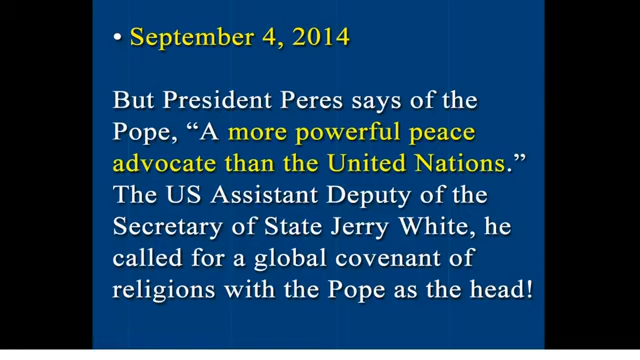 • September 4, 2014
But President Peres says of the
Pope, “A more powerful peace
advocate than the United Nations.”
The US Assistant Deputy of the
Secretary of State Jerry White, he
called for a global covenant of
religions with the Pope as the head!